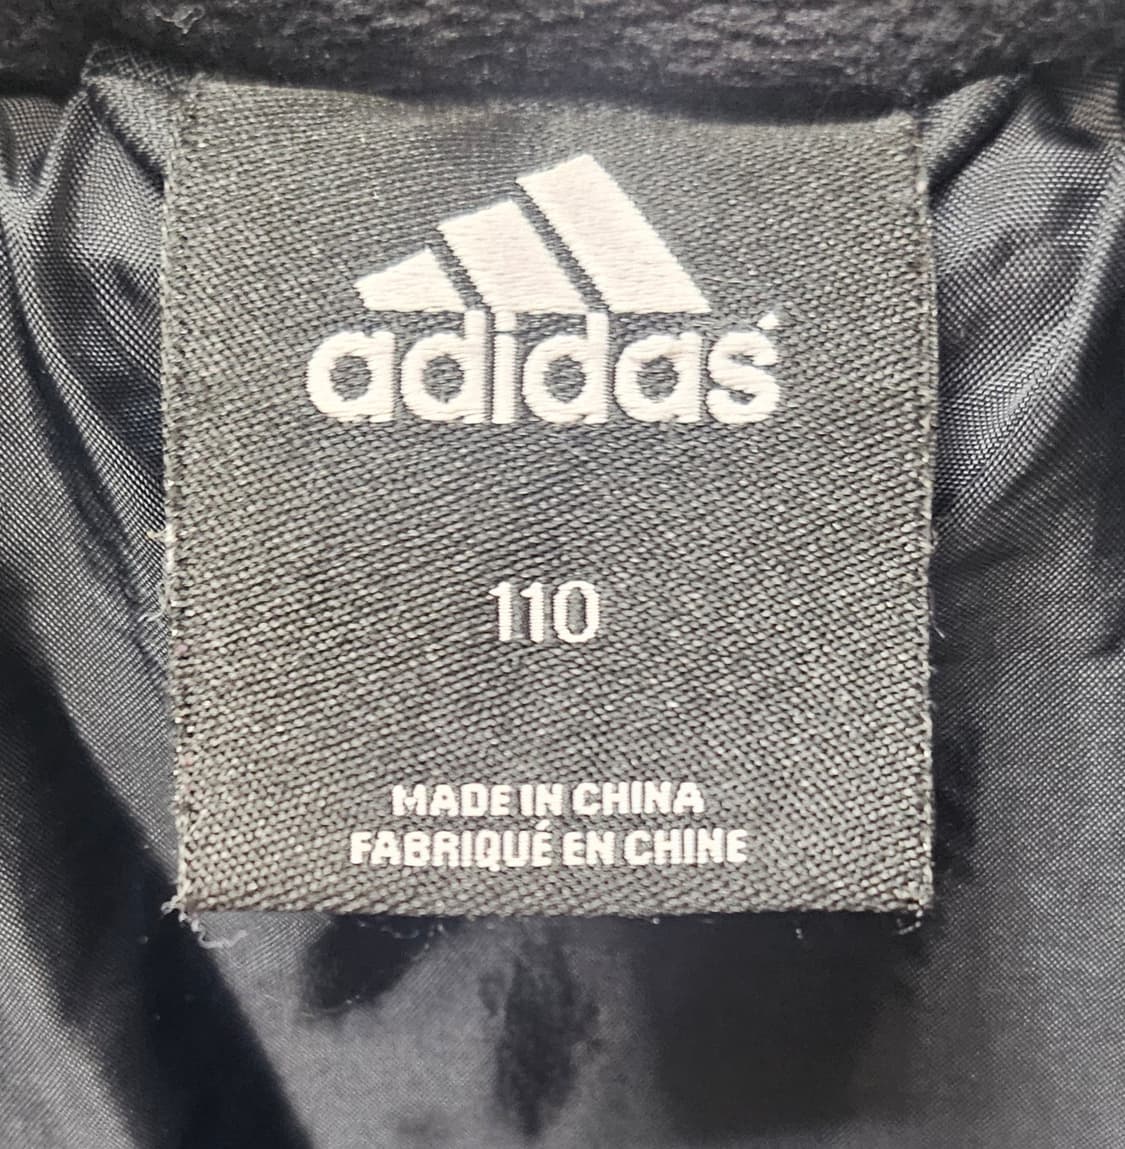 adidas
110
MADE IN CHINA
FABRIQUÉ EN CHINE